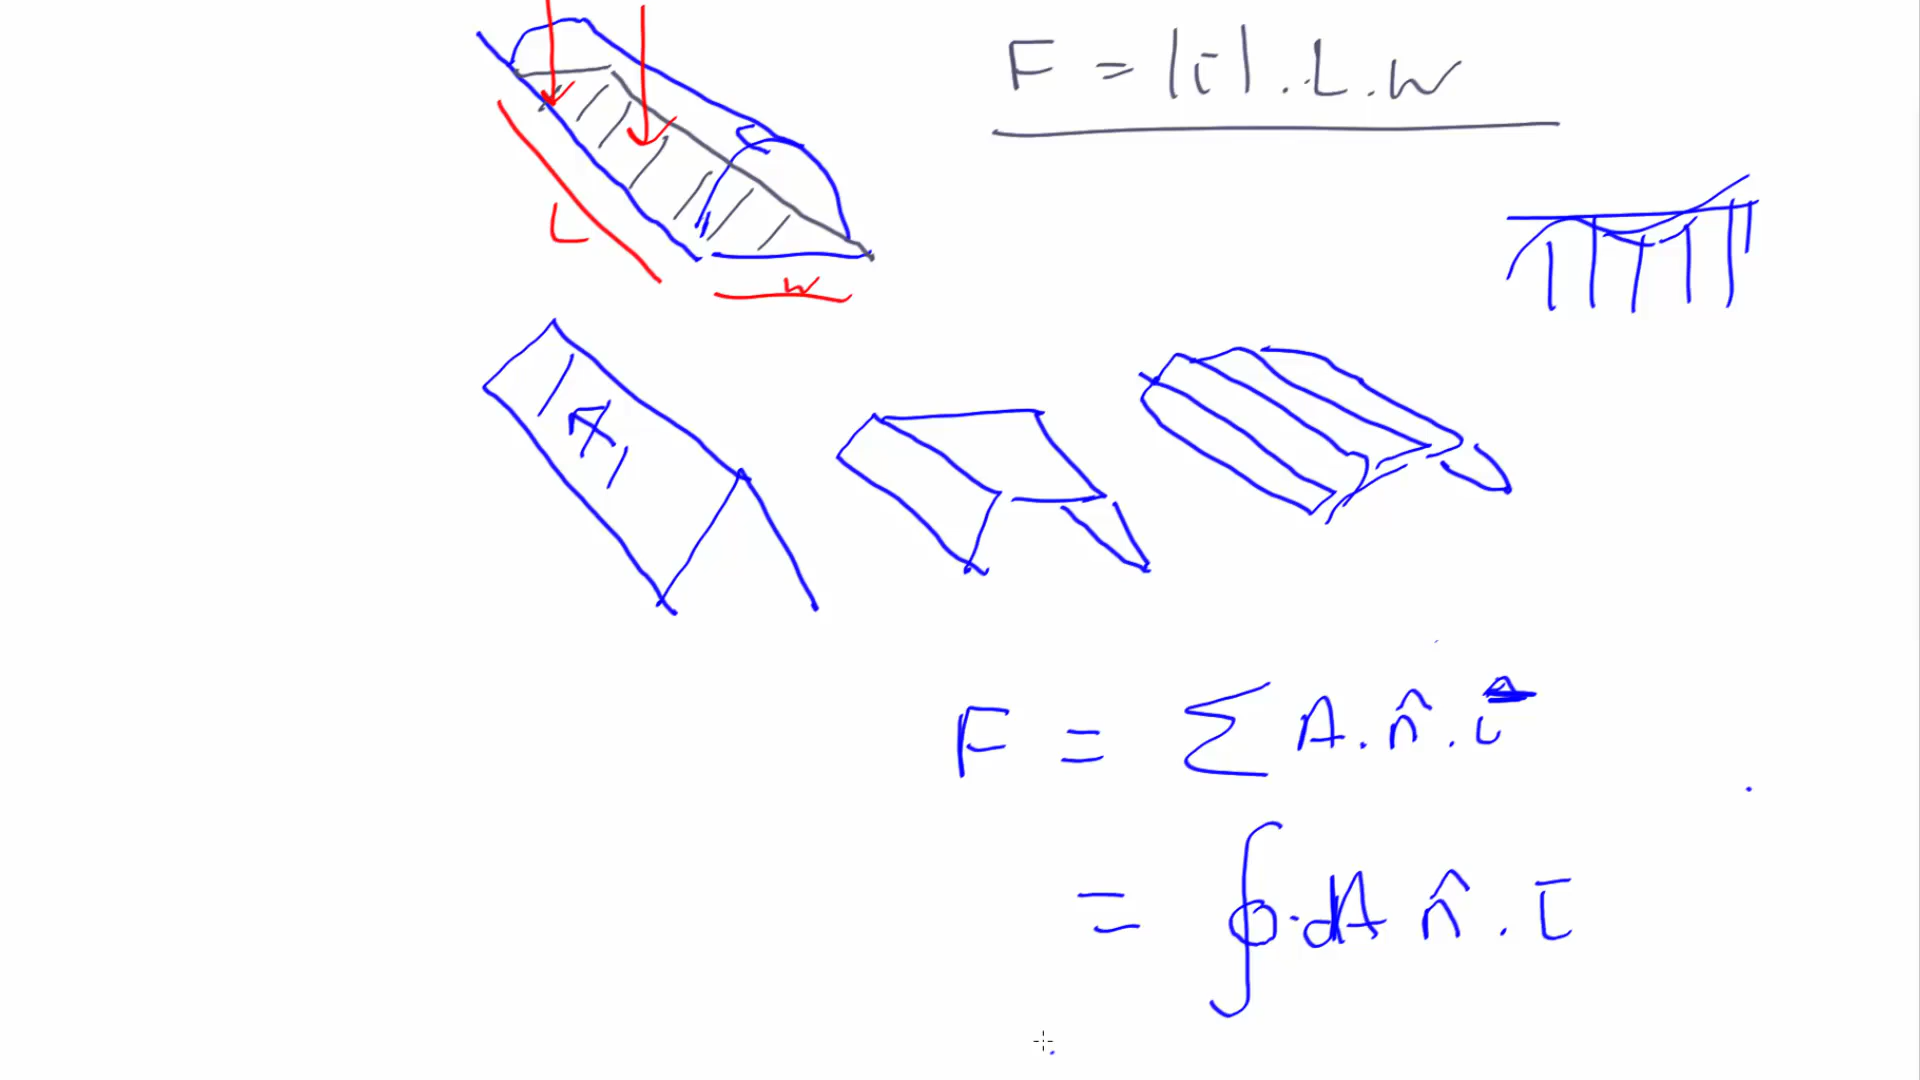 F = |τ| . L . w
L
w
F = Σ A . n̂ . τ
= ∮ dA n̂ . τ